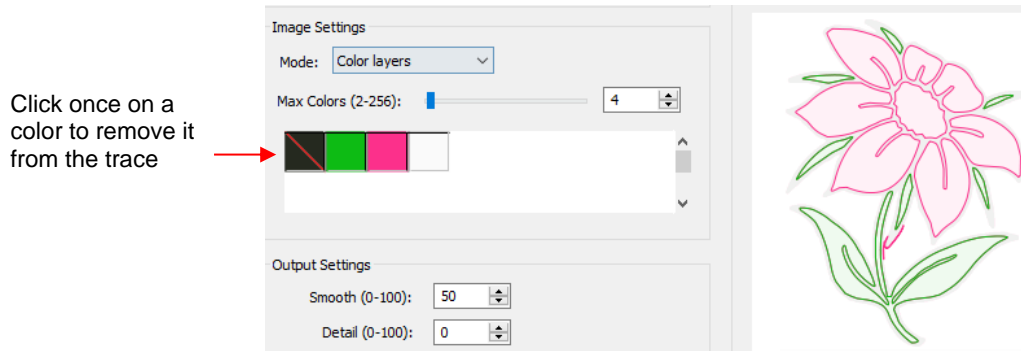 Image Settings
Mode: Color layers
Max Colors (2-256): 4
Click once on a
color to remove it
from the trace
Output Settings
Smooth (0-100): 50
Detail (0-100): 0